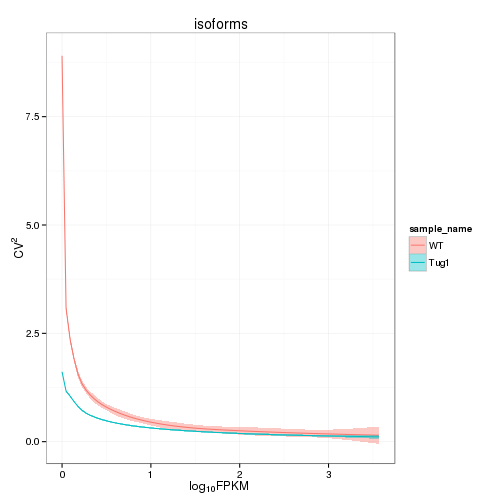 isoforms
CV²
7.5
5.0
2.5
0.0
0
1
2
3
log₁₀FPKM
sample_name
WT
Tug1